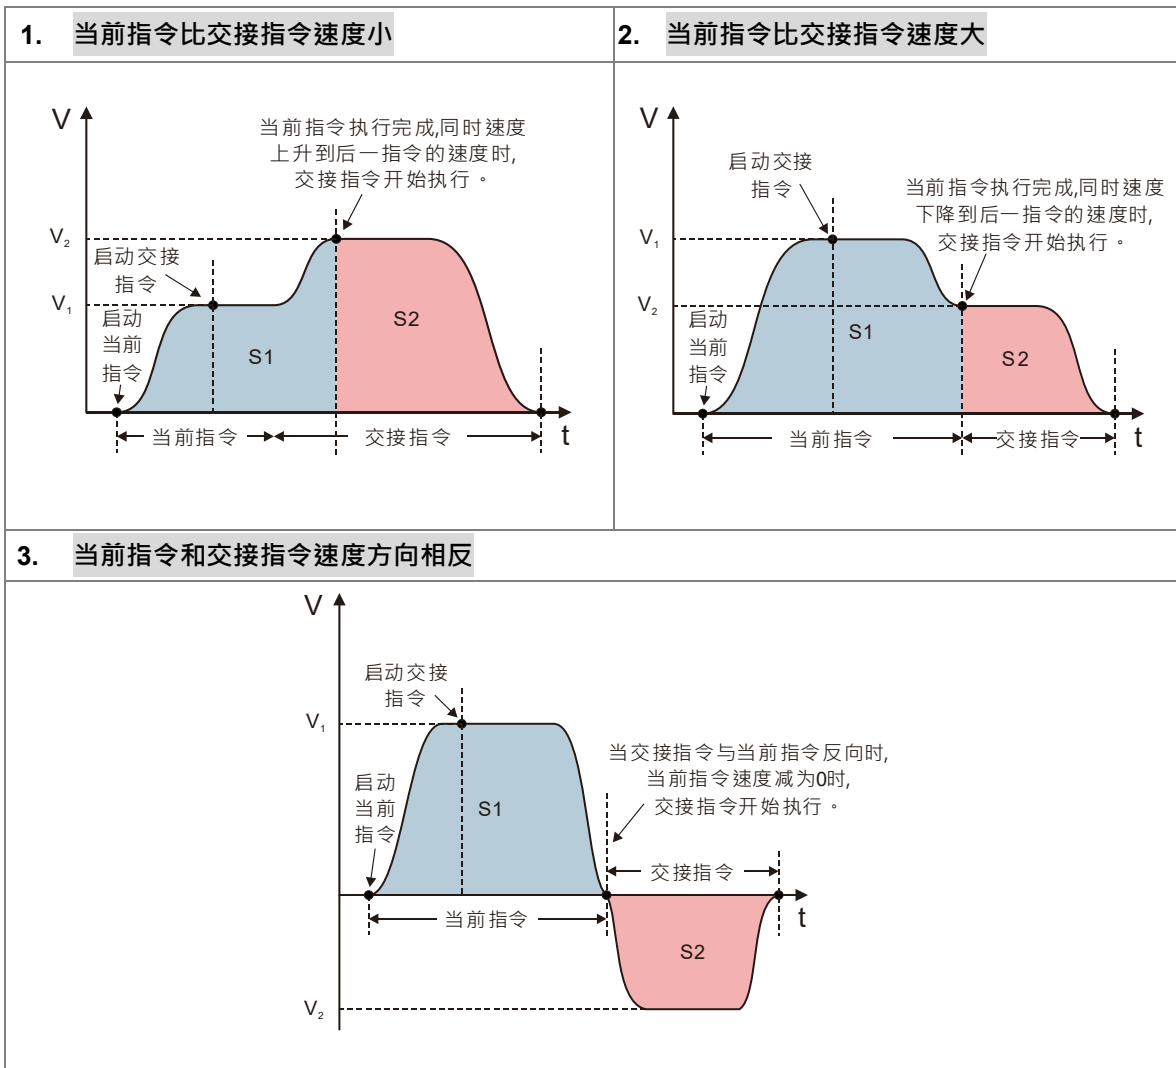 1. 当前指令比交接指令速度小
V
当前指令执行完成,同时速度
上升到后一指令的速度时,
交接指令开始执行。
V₂
启动交接
指令
V₁
启动
当前
指令
S1
S2
当前指令
交接指令
t
2. 当前指令比交接指令速度大
V
启动交接
指令
当前指令执行完成,同时速度
下降到后一指令的速度时,
交接指令开始执行。
V₁
V₂
启动
当前
指令
S1
S2
当前指令
交接指令
t
3. 当前指令和交接指令速度方向相反
V
启动交接
指令
V₁
当交接指令与当前指令反向时,
当前指令速度减为0时,
交接指令开始执行。
启动
当前
指令
S1
交接指令
当前指令
t
S2
V₂